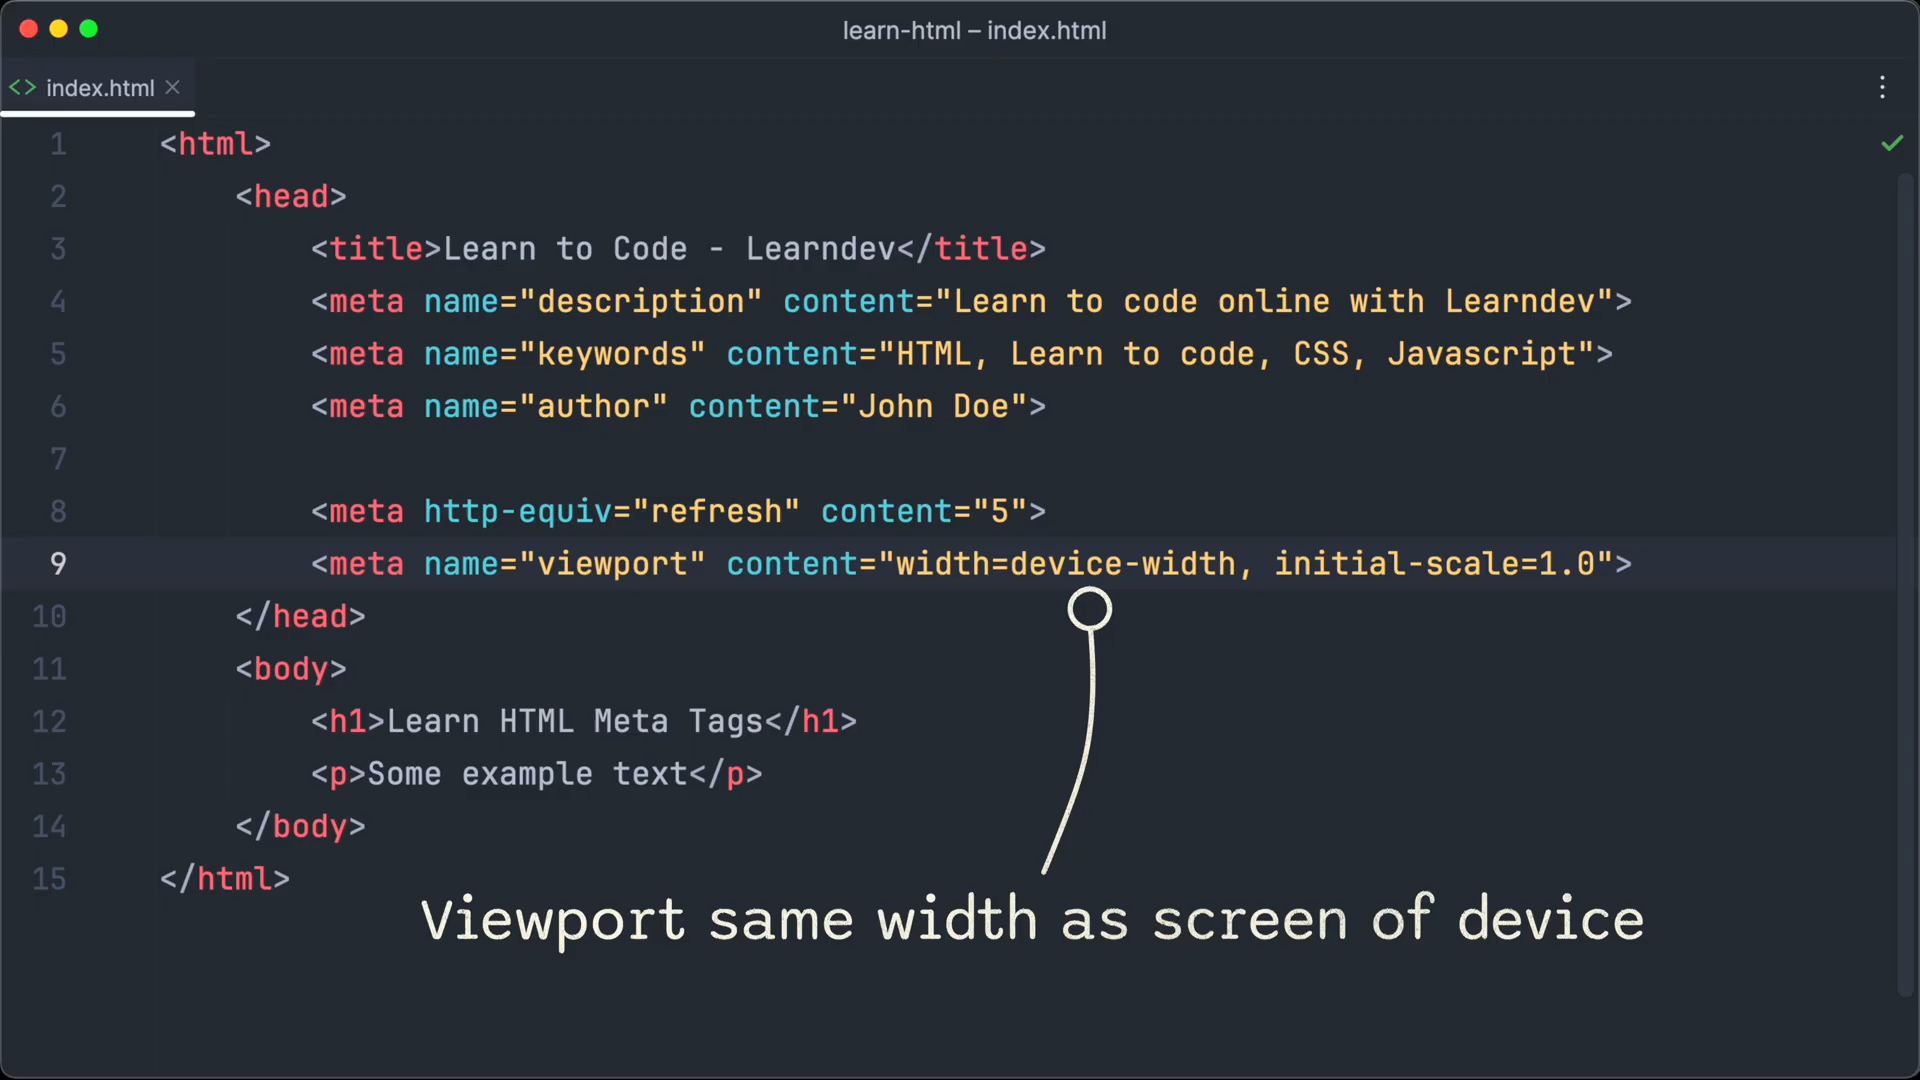 learn-html – index.html
<> index.html ×
1 <html>
2 <head>
3 <title>Learn to Code - Learndev</title>
4 <meta name="description" content="Learn to code online with Learndev">
5 <meta name="keywords" content="HTML, Learn to code, CSS, Javascript">
6 <meta name="author" content="John Doe">
7
8 <meta http-equiv="refresh" content="5">
9 <meta name="viewport" content="width=device-width, initial-scale=1.0">
10 </head>
11 <body>
12 <h1>Learn HTML Meta Tags</h1>
13 <p>Some example text</p>
14 </body>
15 </html>
Viewport same width as screen of device